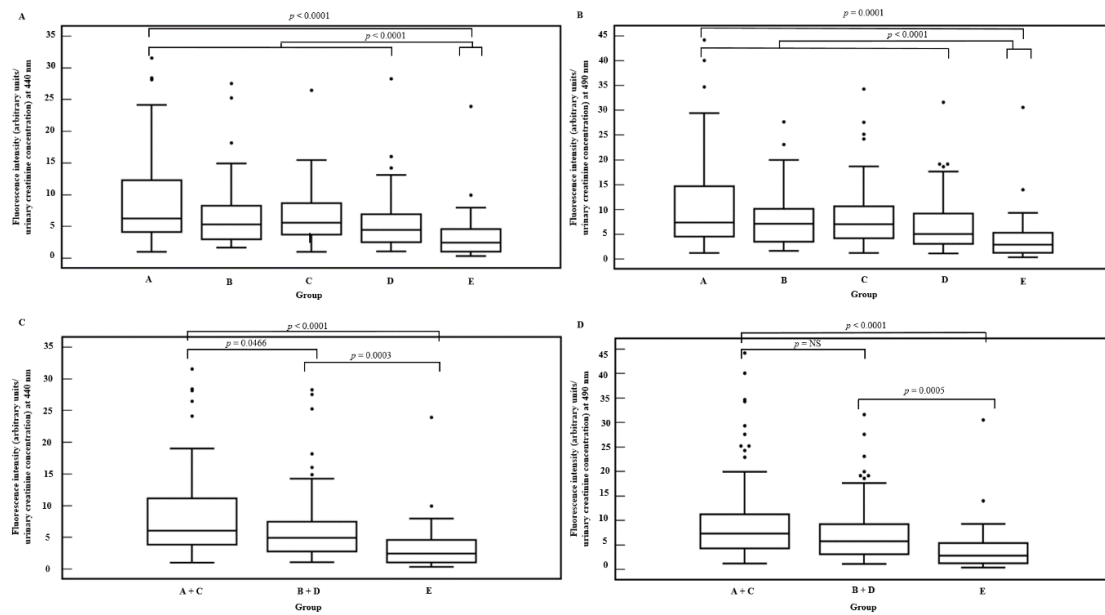 A
p < 0.0001
p < 0.0001
Fluorescence intensity (arbitrary units/
urinary creatinine concentration) at 440 nm
35
30
25
20
15
10
5
0
A B C D E
Group
B
p = 0.0001
p < 0.0001
Fluorescence intensity (arbitrary units/
urinary creatinine concentration) at 490 nm
45
40
35
30
25
20
15
10
5
0
A B C D E
Group
C
p < 0.0001
p = 0.0466
p = 0.0003
Fluorescence intensity (arbitrary units/
urinary creatinine concentration) at 440 nm
35
30
25
20
15
10
5
0
A + C B + D E
Group
D
p < 0.0001
p = NS
p = 0.0005
Fluorescence intensity (arbitrary units/
urinary creatinine concentration) at 490 nm
45
40
35
30
25
20
15
10
5
0
A + C B + D E
Group